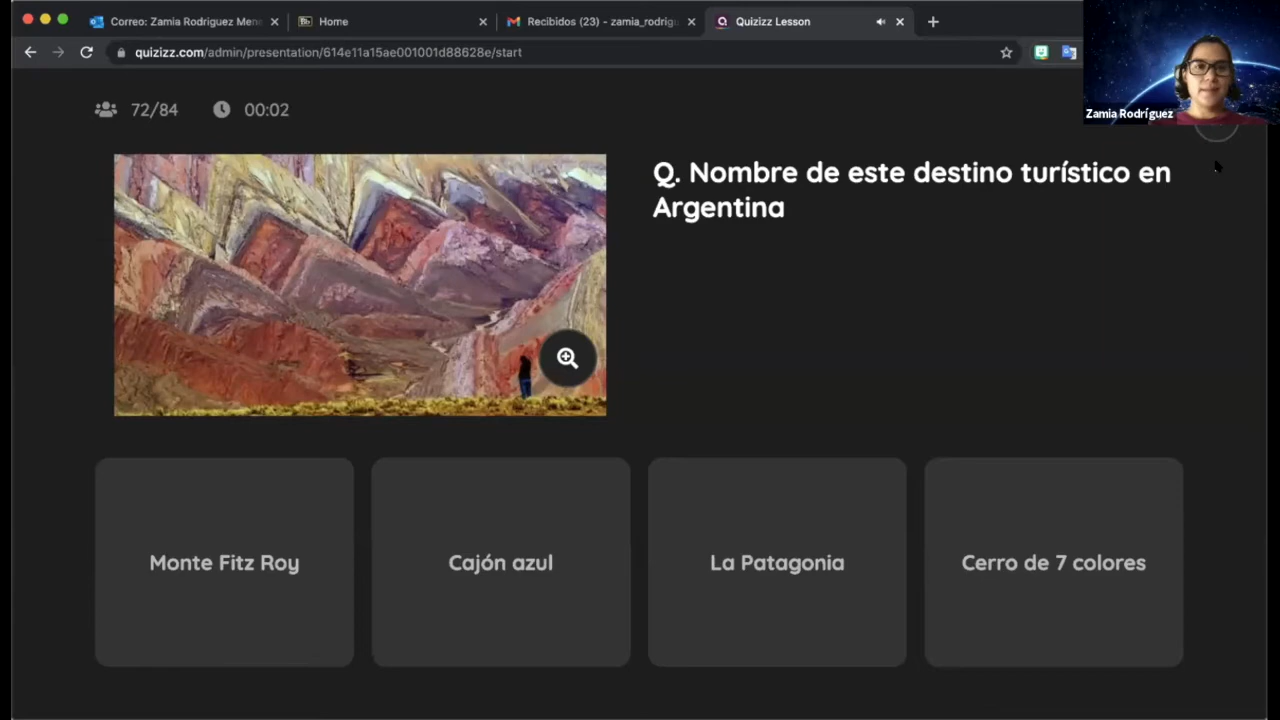 Correo: Zamia Rodriguez Men
Home
Recibidos (23) - zamia_rodrig
Quizizz Lesson
quizizz.com/admin/presentation/614e11a15ae001001d88628e/start
Zamia Rodríguez
72/84
00:02
Q. Nombre de este destino turístico en
Argentina
Monte Fitz Roy
Cajón azul
La Patagonia
Cerro de 7 colores